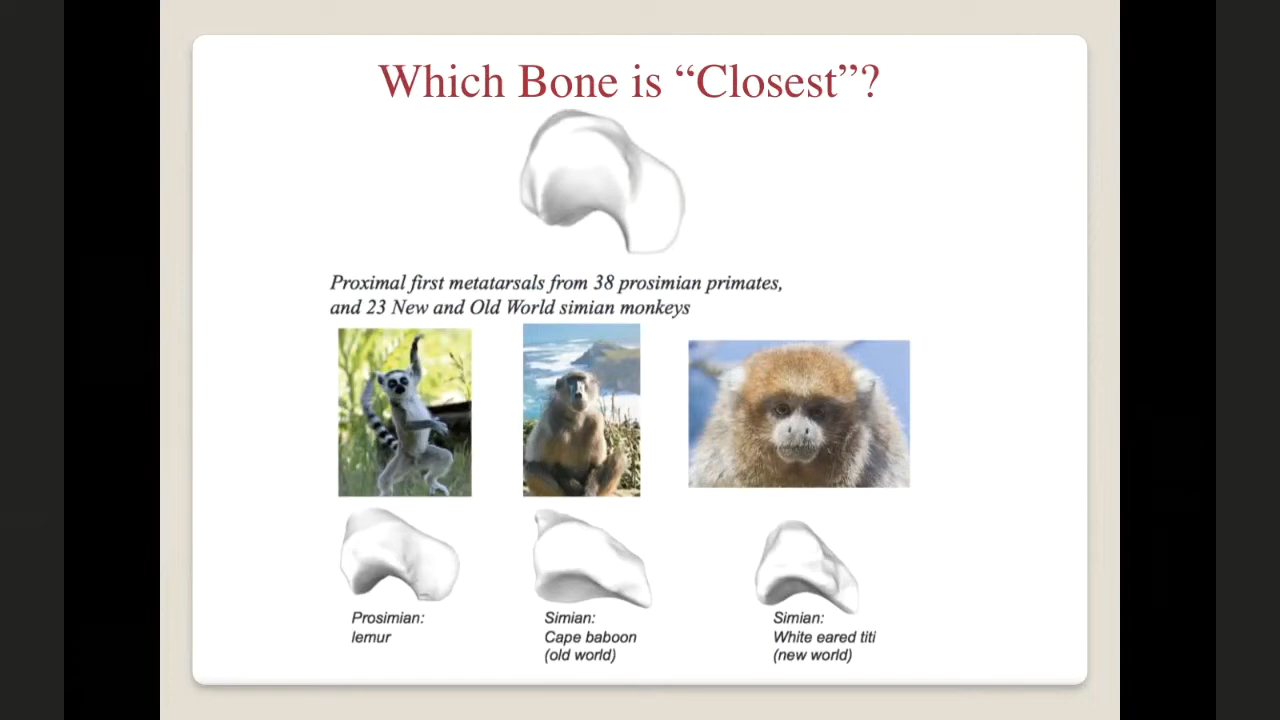 Which Bone is “Closest”?
Proximal first metatarsals from 38 prosimian primates,
and 23 New and Old World simian monkeys
Prosimian:
lemur
Simian:
Cape baboon
(old world)
Simian:
White eared titi
(new world)